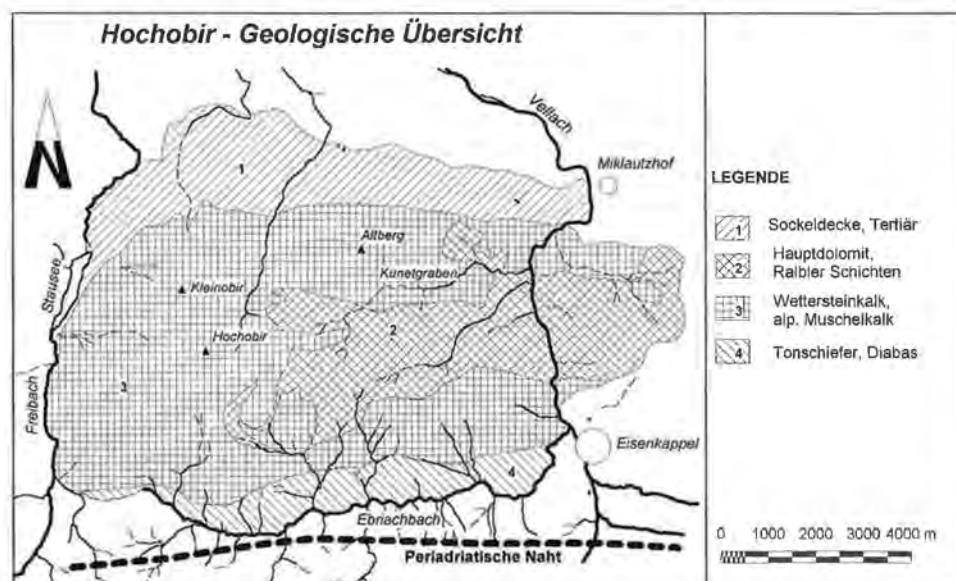 Hochobir - Geologische Übersicht
N
Vellach
Miklautzhof
1
Altberg
Kunetgraben
Stausee
Kleinobir
Hochobir
2
3
Freibach
Eisenkappel
4
Ebriachbach
Periadriatische Naht
LEGENDE
1 Sockeldecke, Tertiär
2 Hauptdolomit,
Raibler Schichten
3 Wettersteinkalk,
alp. Muschelkalk
4 Tonschiefer, Diabas
0 1000 2000 3000 4000 m